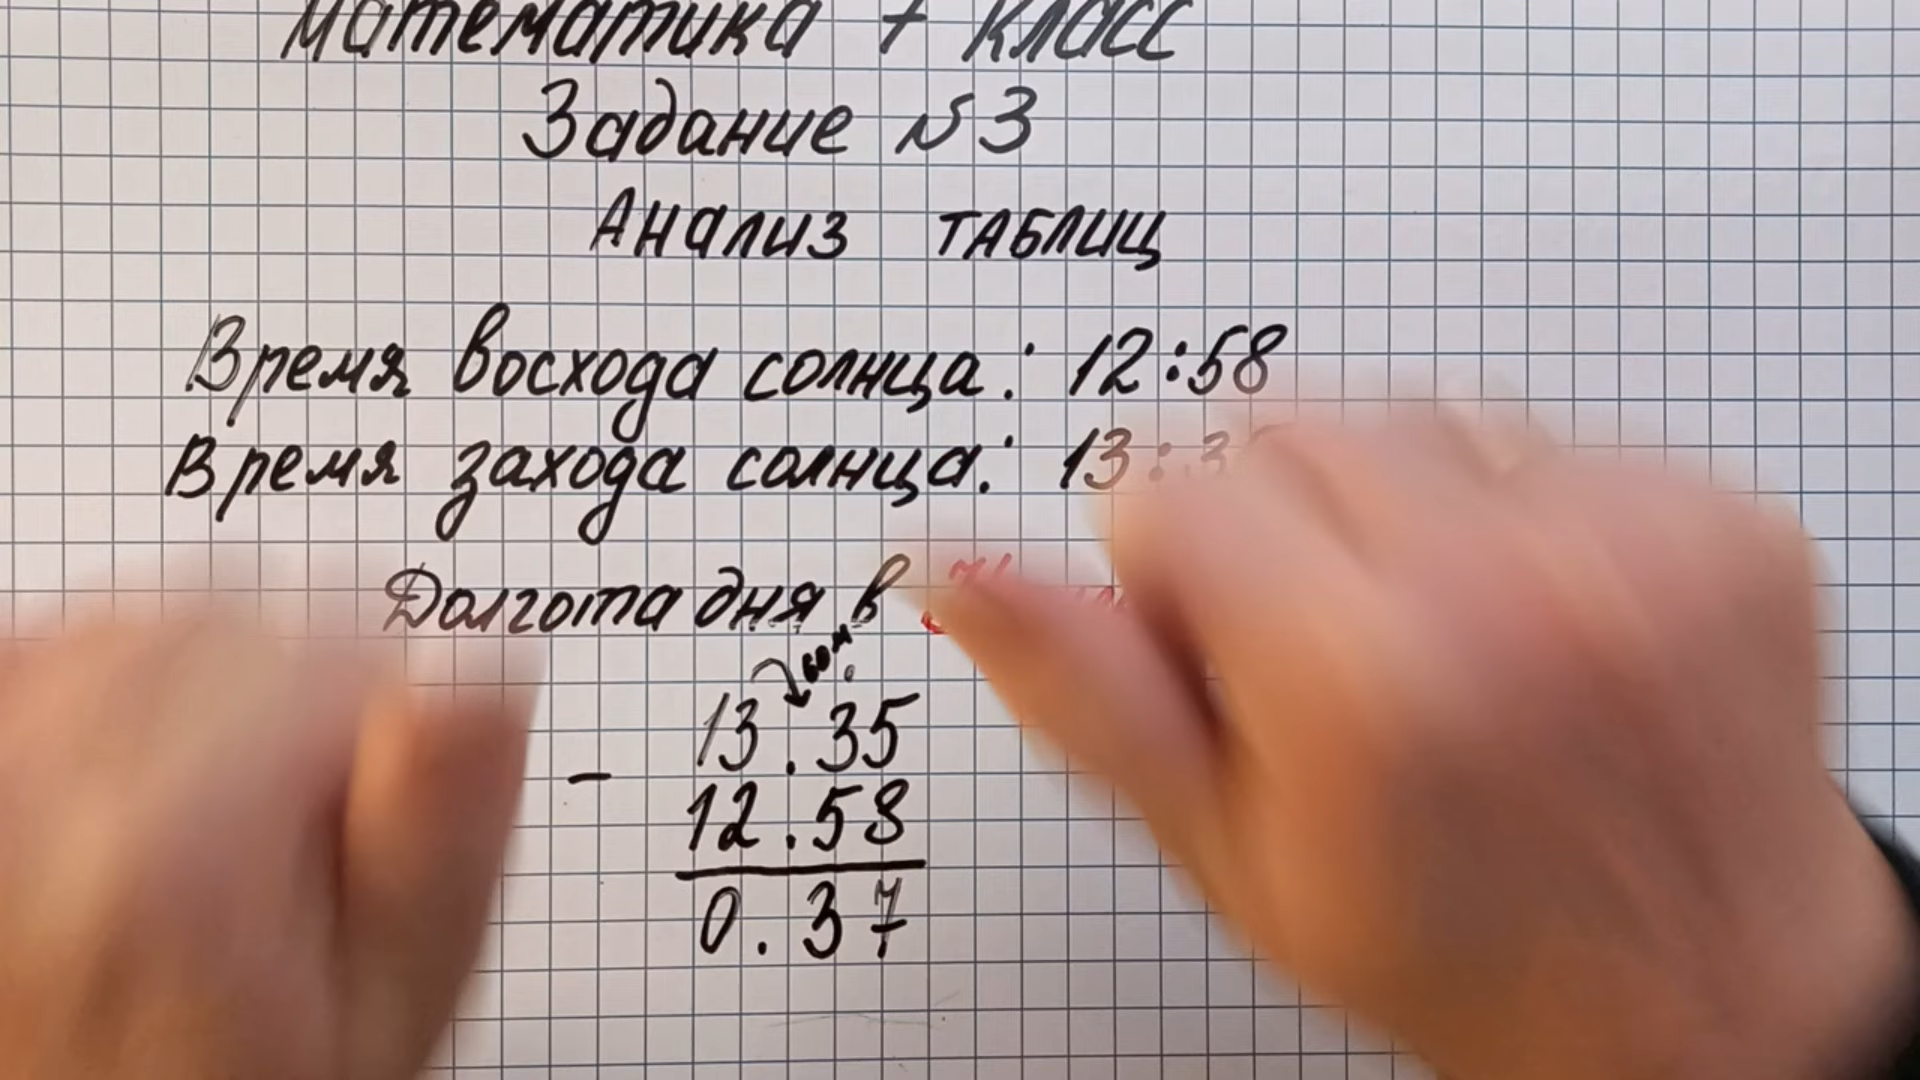 Математика 7 класс
Задание №3
Анализ таблиц
Время восхода солнца: 12:58
Время захода солнца: 13:3
Долгота дня в
60м
13.35
- 12.58
0.37